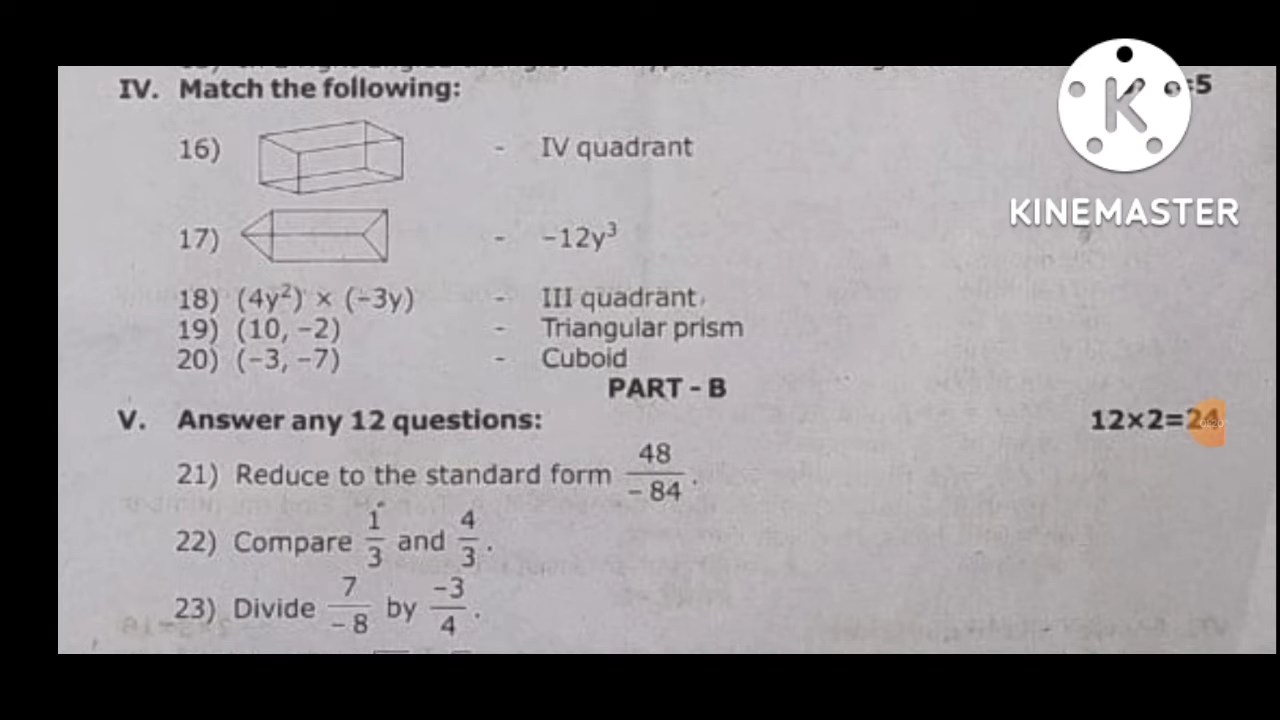 IV. Match the following:
=5
K
KINEMASTER
16) - IV quadrant
17) - −12y³
18) (4y²) × (−3y) - III quadrant
19) (10, −2) - Triangular prism
20) (−3, −7) - Cuboid
PART - B
V. Answer any 12 questions: 12×2=24
21) Reduce to the standard form 48/−84.
22) Compare 1/3 and 4/3.
23) Divide 7/−8 by −3/4.